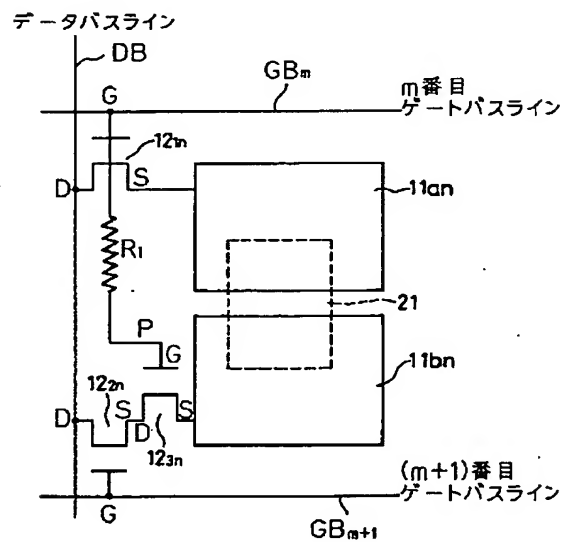 データバスライン
DB
G
GBm
m番目
ゲートバスライン
121n
D
S
11an
R1
21
P
G
11bn
122n
D
S
D
S
123n
(m+1)番目
ゲートバスライン
G
GBm+1